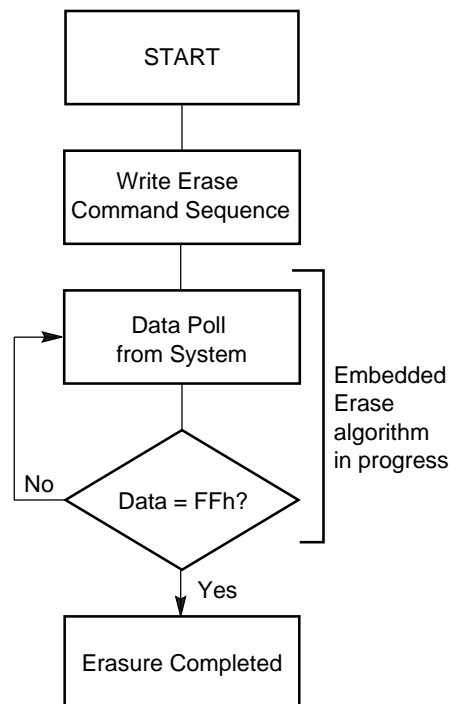 START
Write Erase
Command Sequence
Data Poll
from System
Embedded
Erase
algorithm
in progress
No
Data = FFh?
Yes
Erasure Completed